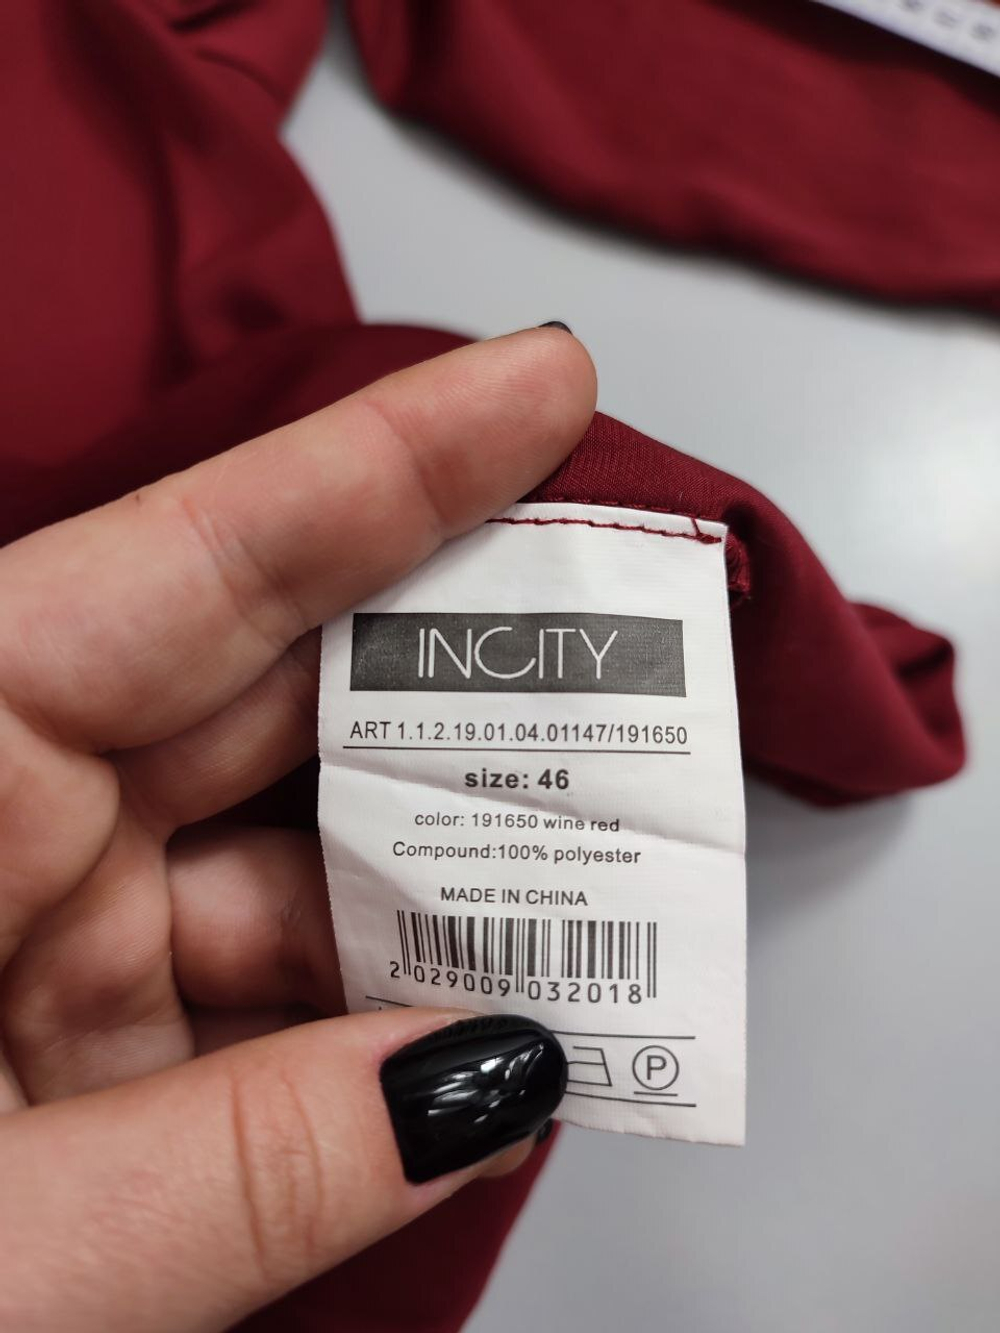 INCITY
ART 1.1.2.19.01.04.01147/191650
size: 46
color: 191650 wine red
Compound:100% polyester
MADE IN CHINA
2 029009 032018
P